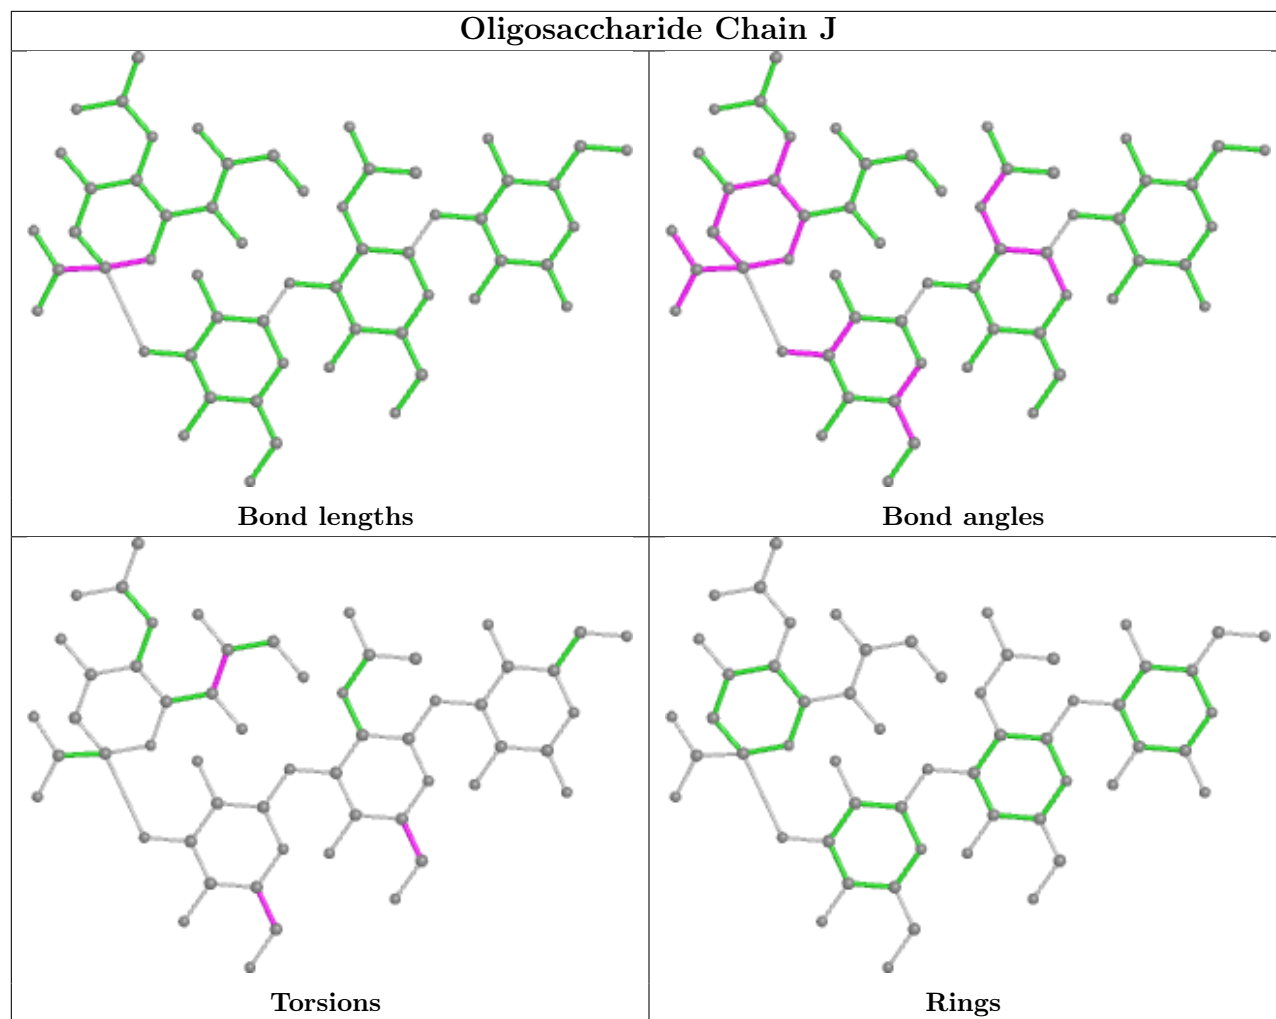 Oligosaccharide Chain J
Bond lengths
Bond angles
Torsions
Rings